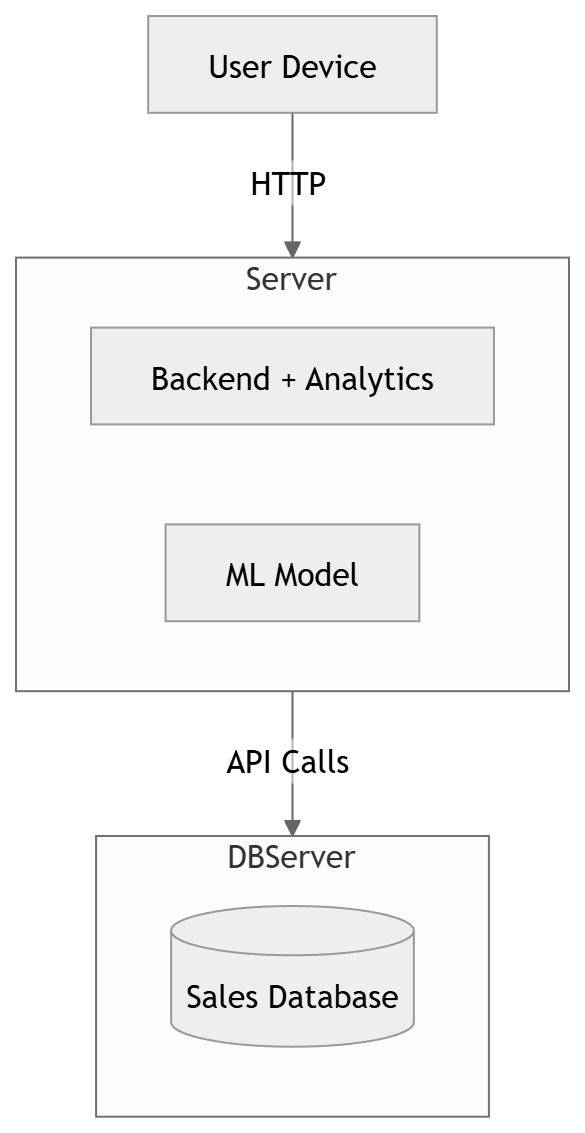 User Device
HTTP
Server
Backend + Analytics
ML Model
API Calls
DBServer
Sales Database